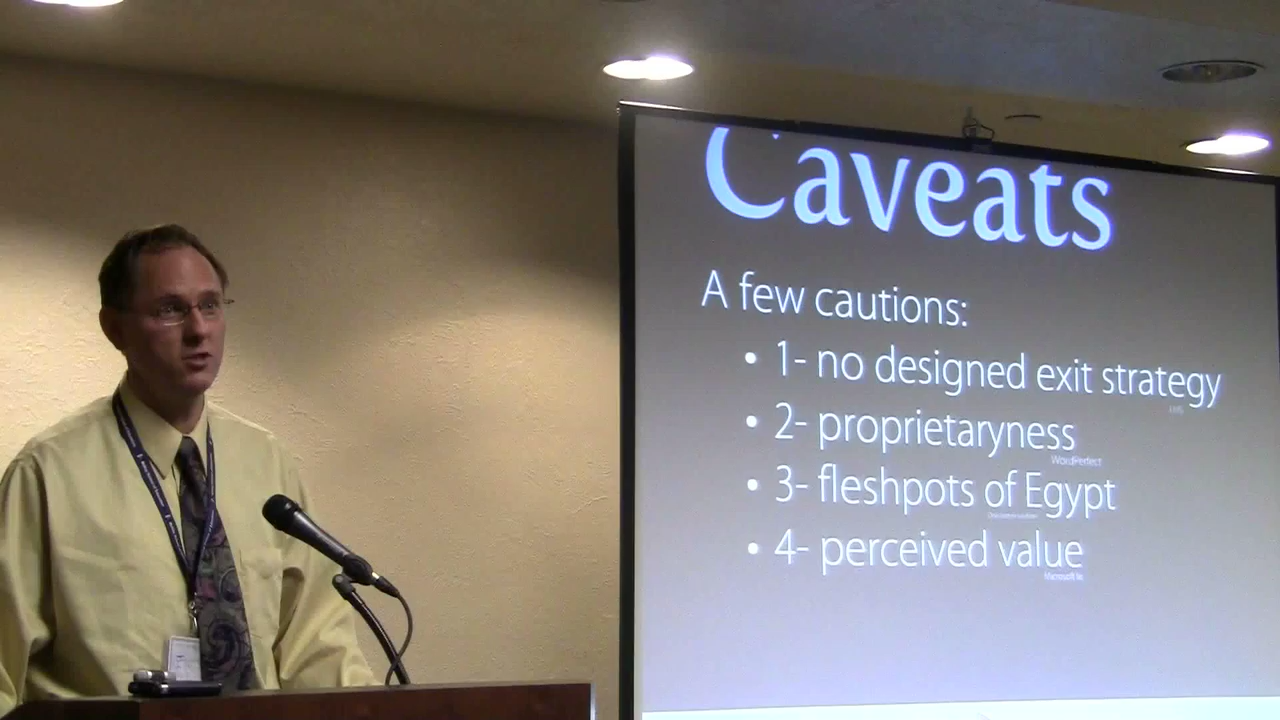 Caveats
A few cautions:
• 1- no designed exit strategy
• 2- proprietaryness
WordPerfect
• 3- fleshpots of Egypt
• 4- perceived value